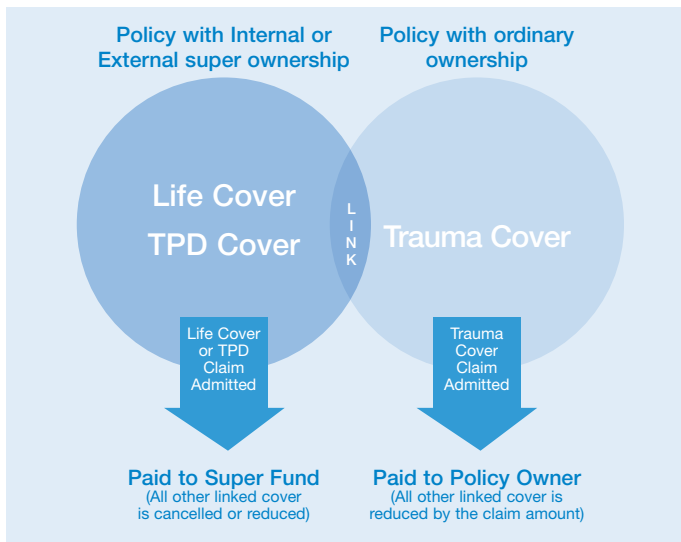 Policy with Internal or
External super ownership
Policy with ordinary
ownership
Life Cover
TPD Cover
L
I
N
K
Trauma Cover
Life Cover
or TPD
Claim
Admitted
Trauma
Cover
Claim
Admitted
Paid to Super Fund
(All other linked cover
is cancelled or reduced)
Paid to Policy Owner
(All other linked cover is
reduced by the claim amount)